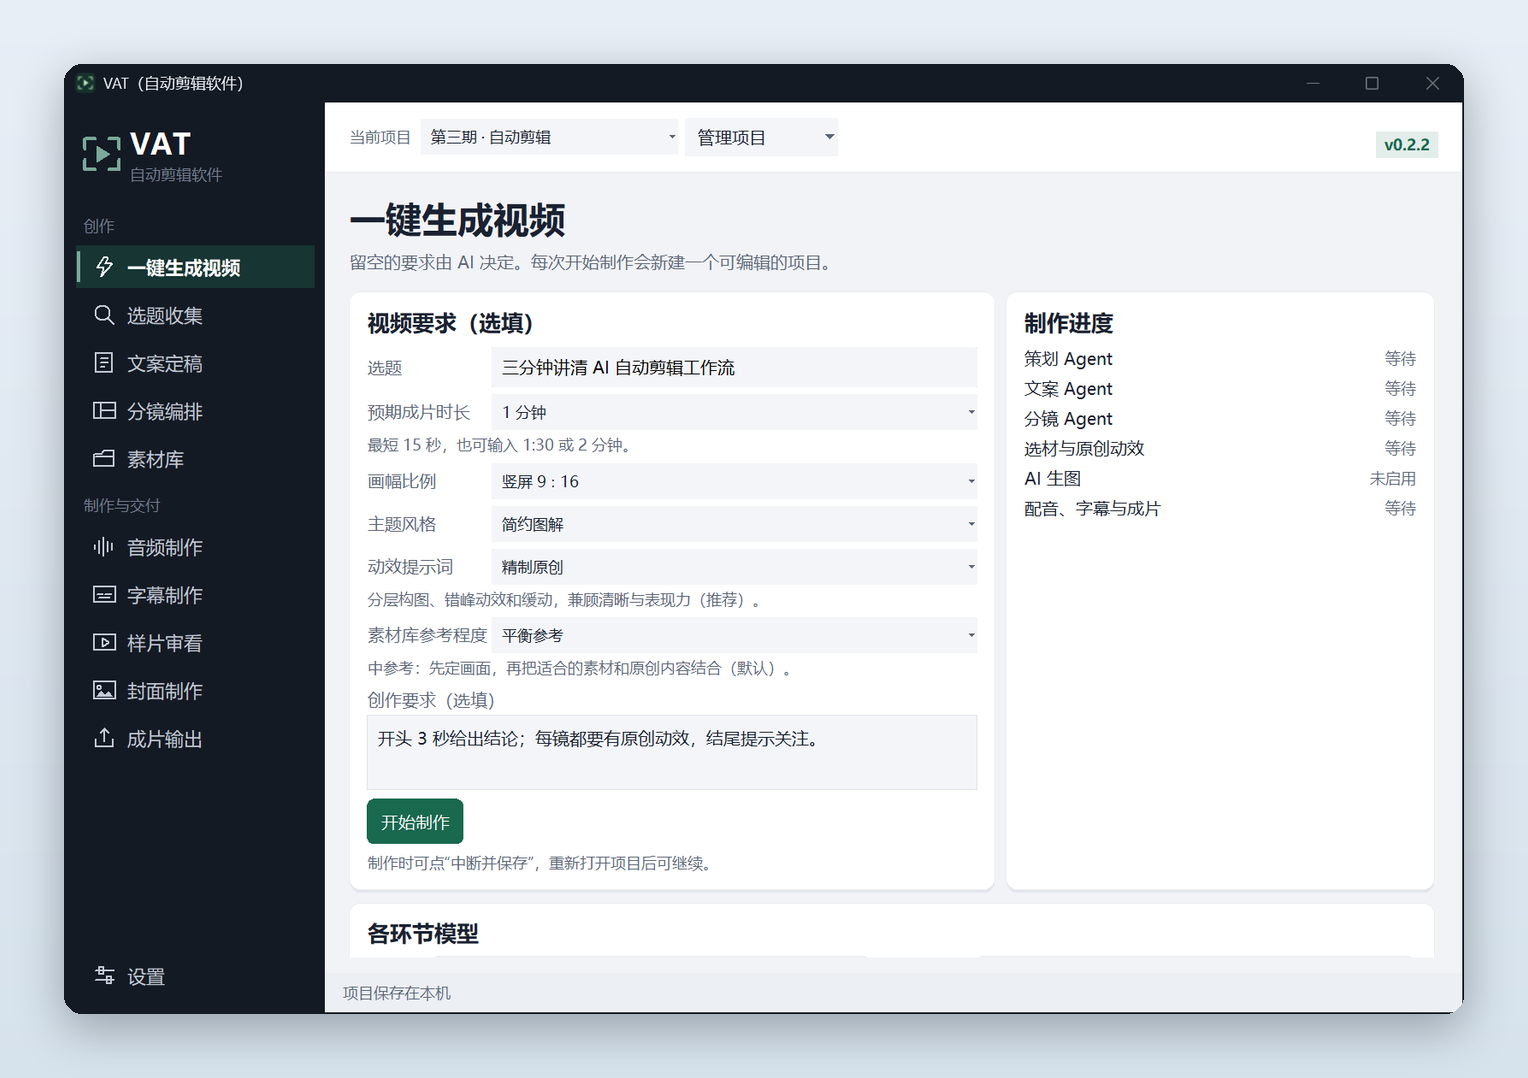 VAT（自动剪辑软件）
VAT
自动剪辑软件
创作
一键生成视频
选题收集
文案定稿
分镜编排
素材库
制作与交付
音频制作
字幕制作
样片审看
封面制作
成片输出
设置
当前项目
第三期 · 自动剪辑
管理项目
v0.2.2
一键生成视频
留空的要求由 AI 决定。每次开始制作会新建一个可编辑的项目。
视频要求（选填）
选题
三分钟讲清 AI 自动剪辑工作流
预期成片时长
1 分钟
最短 15 秒，也可输入 1:30 或 2 分钟。
画幅比例
竖屏 9 : 16
主题风格
简约图解
动效提示词
精制原创
分层构图、错峰动效和缓动，兼顾清晰与表现力（推荐）。
素材库参考程度
平衡参考
中参考：先定画面，再把适合的素材和原创内容结合（默认）。
创作要求（选填）
开头 3 秒给出结论；每镜都要有原创动效，结尾提示关注。
开始制作
制作时可点“中断并保存”，重新打开项目后可继续。
制作进度
策划 Agent 等待
文案 Agent 等待
分镜 Agent 等待
选材与原创动效 等待
AI 生图 未启用
配音、字幕与成片 等待
各环节模型
项目保存在本机